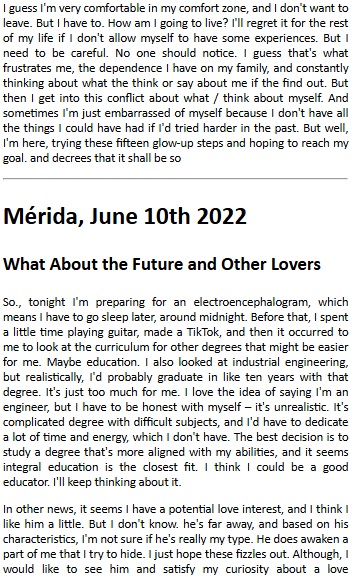 I guess I'm very comfortable in my comfort zone, and I don't want to
leave. But I have to. How am I going to live? I'll regret it for the rest
of my life if I don't allow myself to have some experiences. But I
need to be careful. No one should notice. I guess that's what
frustrates me, the dependence I have on my family, and constantly
thinking about what the think or say about me if the find out. But
then I get into this conflict about what / think about myself. And
sometimes I'm just embarrassed of myself because I don't have all
the things I could have had if I'd tried harder in the past. But well,
I'm here, trying these fifteen glow-up steps and hoping to reach my
goal. and decrees that it shall be so
Mérida, June 10th 2022
What About the Future and Other Lovers
So., tonight I'm preparing for an electroencephalogram, which
means I have to go sleep later, around midnight. Before that, I spent
a little time playing guitar, made a TikTok, and then it occurred to
me to look at the curriculum for other degrees that might be easier
for me. Maybe education. I also looked at industrial engineering,
but realistically, I'd probably graduate in like ten years with that
degree. It's just too much for me. I love the idea of saying I'm an
engineer, but I have to be honest with myself – it's unrealistic. It's
complicated degree with difficult subjects, and I'd have to dedicate
a lot of time and energy, which I don't have. The best decision is to
study a degree that's more aligned with my abilities, and it seems
integral education is the closest fit. I think I could be a good
educator. I'll keep thinking about it.
In other news, it seems I have a potential love interest, and I think I
like him a little. But I don't know. he's far away, and based on his
characteristics, I'm not sure if he's really my type. He does awaken a
part of me that I try to hide. I just hope these fizzles out. Although, I
would like to see him and satisfy my curiosity about a love